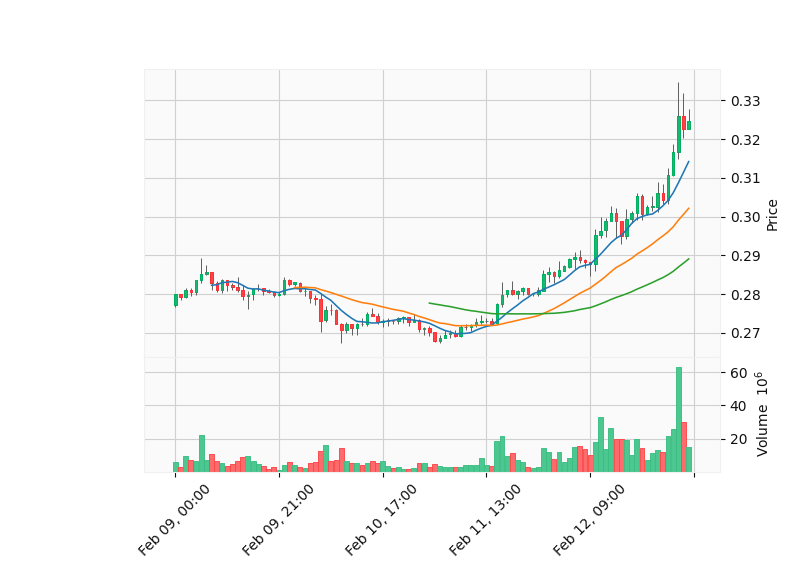 0.33
0.32
0.31
0.30
0.29
0.28
0.27
Price
60
40
20
Volume 10^6
Feb 09, 00:00
Feb 09, 21:00
Feb 10, 17:00
Feb 11, 13:00
Feb 12, 09:00